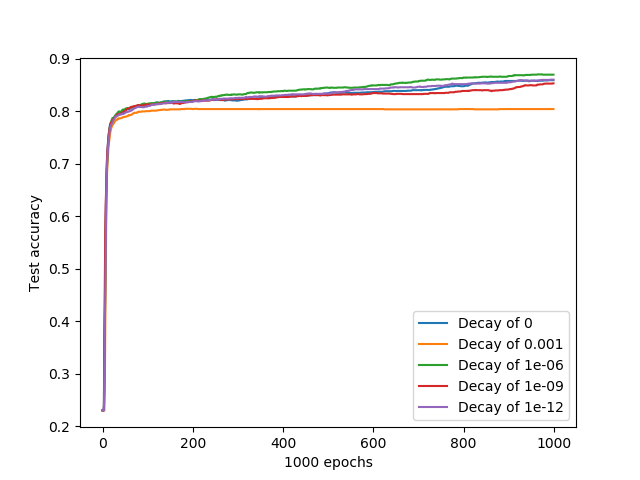 0.9
0.8
0.7
0.6
0.5
0.4
0.3
0.2
Test accuracy
0 200 400 600 800 1000
1000 epochs
Decay of 0
Decay of 0.001
Decay of 1e-06
Decay of 1e-09
Decay of 1e-12